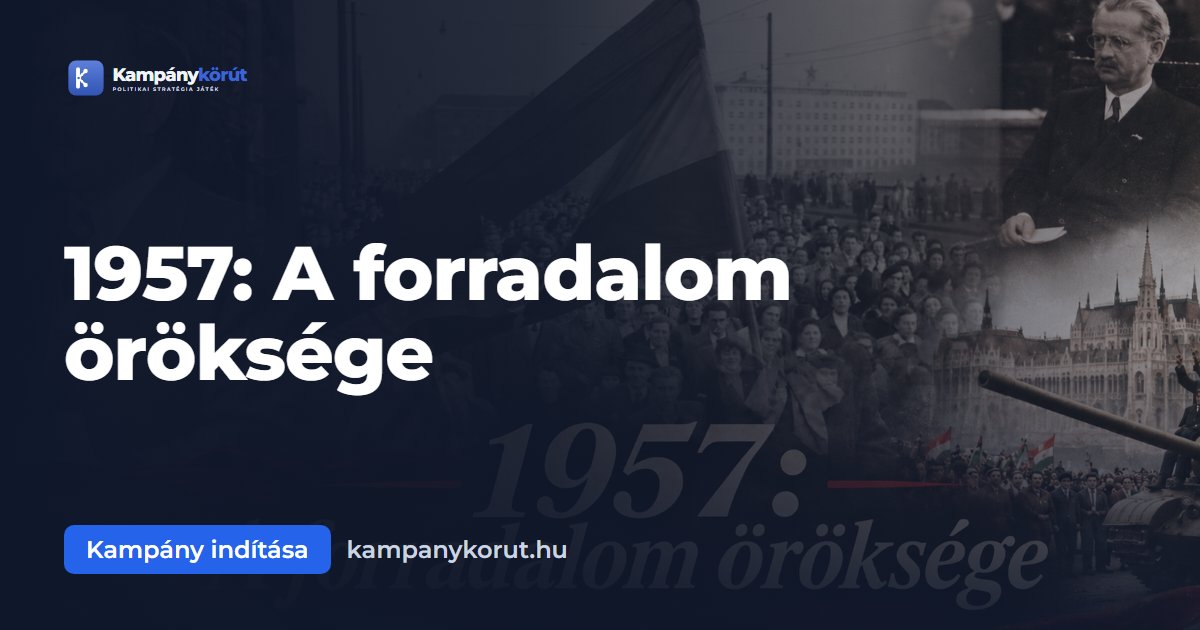 Kampánykörút
POLITIKAI STRATÉGIA JÁTÉK
1957: A forradalom
öröksége
1957:
A forradalom öröksége
Kampány indítása
kampanykorut.hu